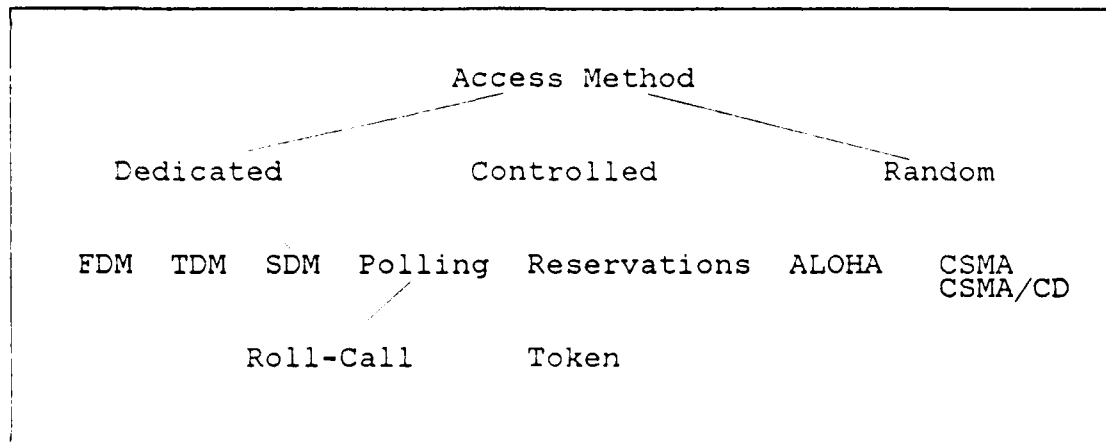 Access Method
Dedicated Controlled Random
FDM TDM SDM Polling Reservations ALOHA CSMA
CSMA/CD
Roll-Call Token